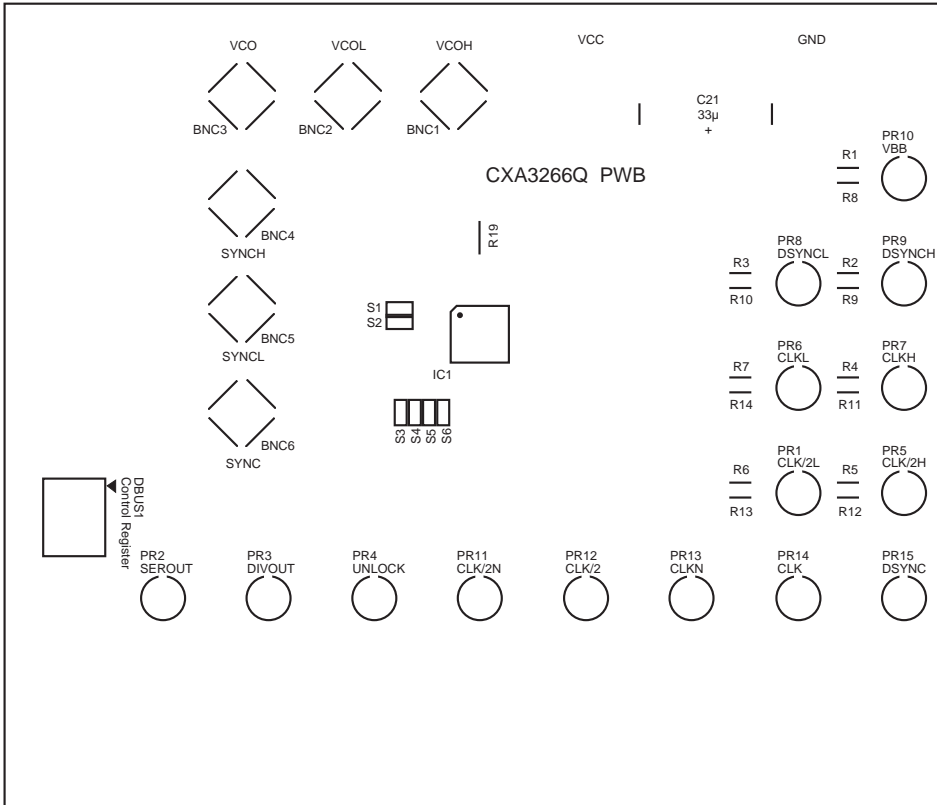 VCO
VCOL
VCOH
VCC
GND
BNC3
BNC2
BNC1
C21
33μ
+
PR10
VBB
R1
R8
CXA3266Q PWB
BNC4
SYNCH
R19
PR8
DSYNCL
PR9
DSYNCH
R3
R10
R2
R9
S1
S2
BNC5
SYNCL
IC1
PR6
CLKL
PR7
CLKH
R7
R14
R4
R11
S3
S4
S5
S6
BNC6
SYNC
PR1
CLK/2L
PR5
CLK/2H
R6
R13
R5
R12
DBUS1
Control Register
PR2
SEROUT
PR3
DIVOUT
PR4
UNLOCK
PR11
CLK/2N
PR12
CLK/2
PR13
CLKN
PR14
CLK
PR15
DSYNC